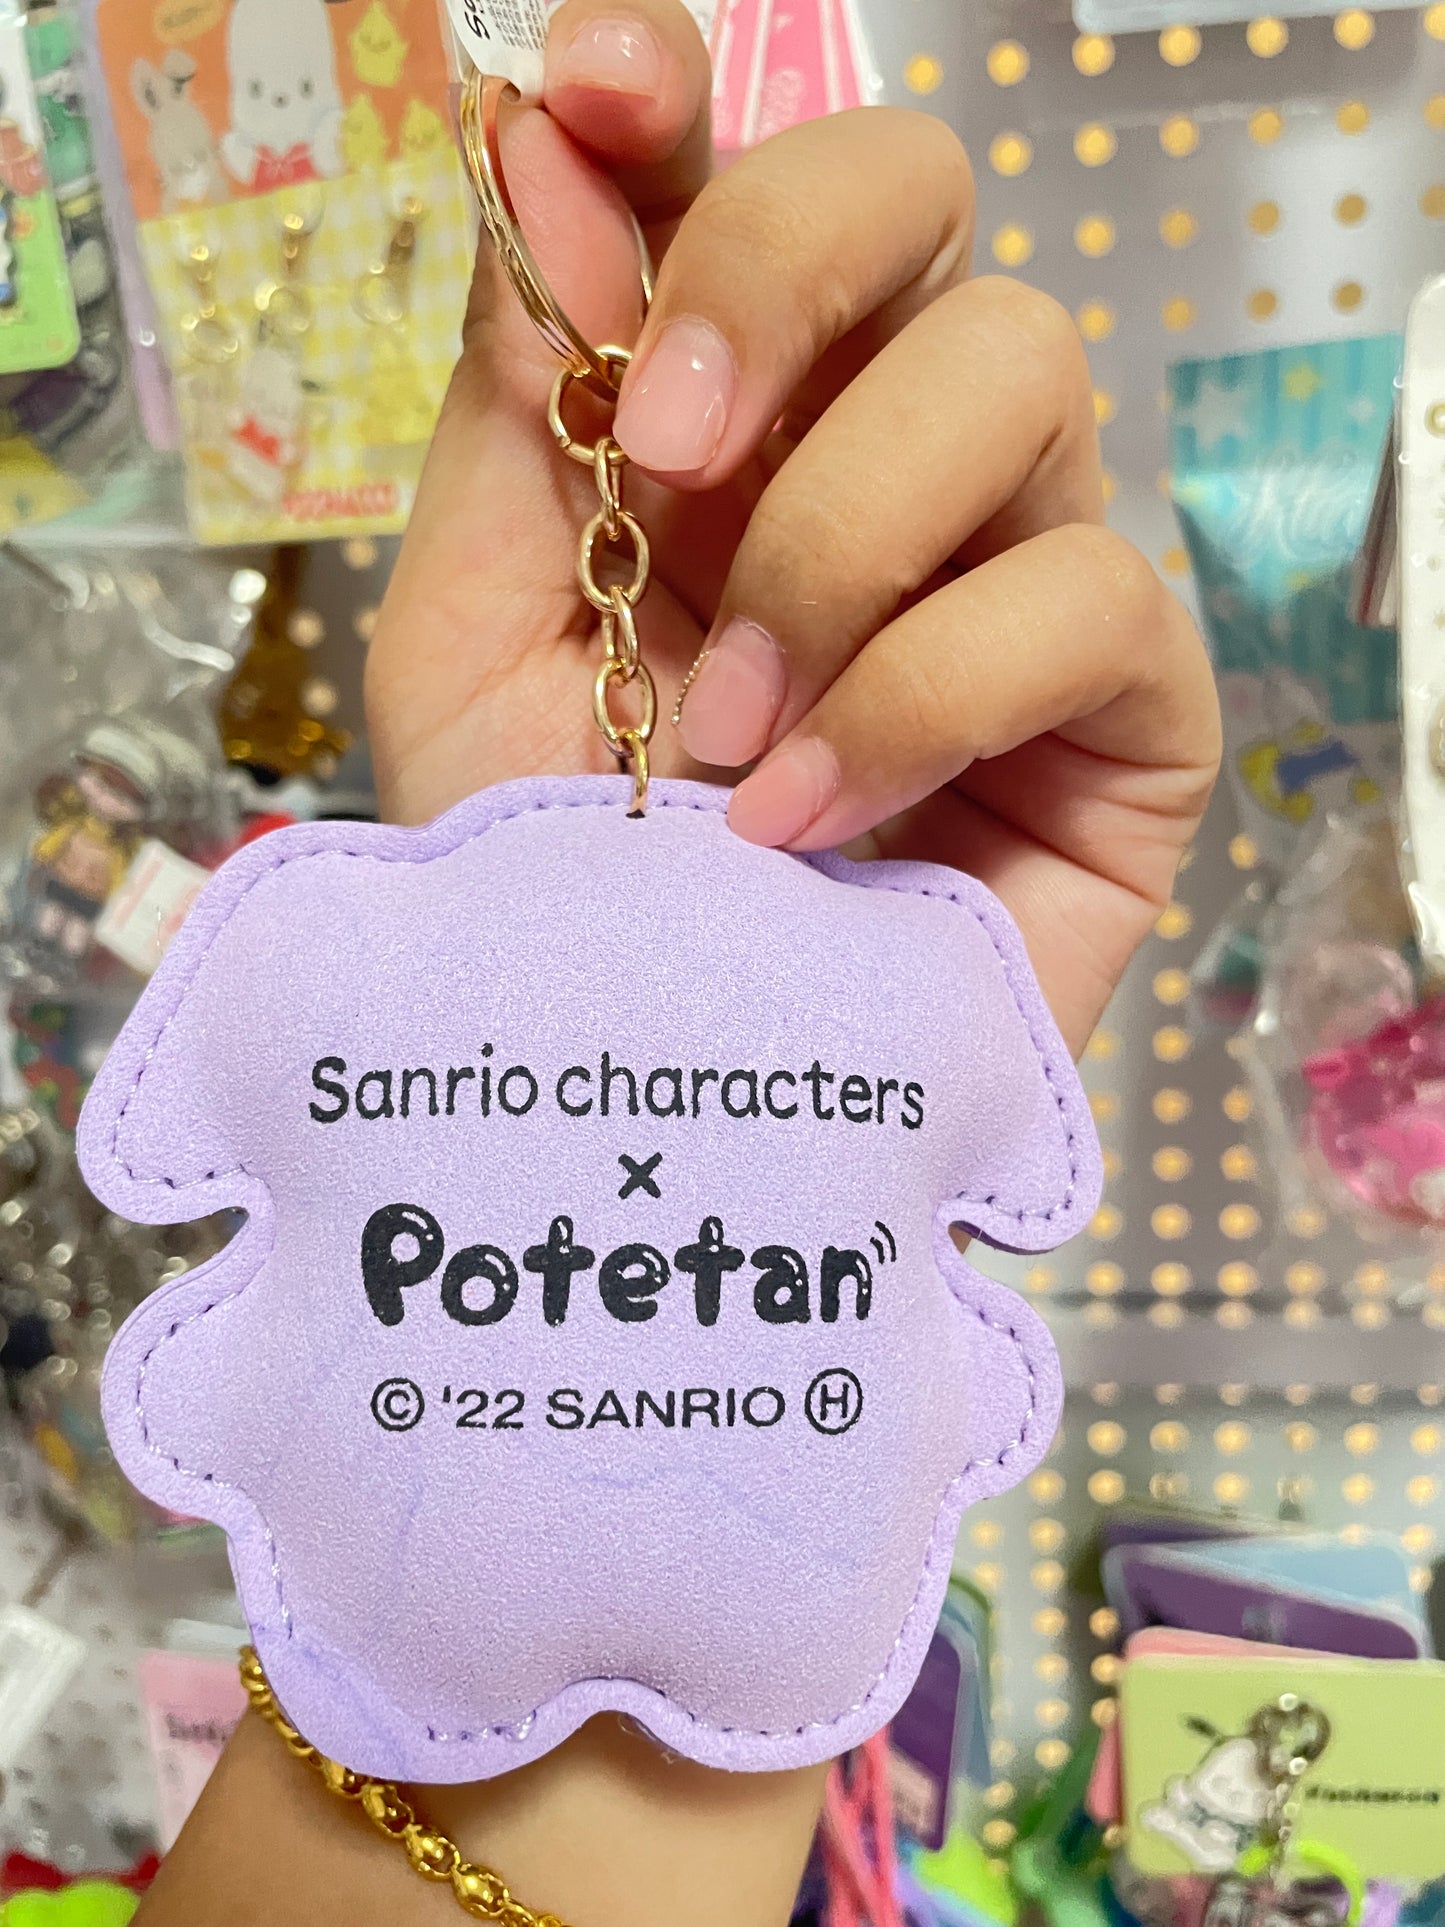 Sanrio characters
×
Potetan
© '22 SANRIO Ⓗ